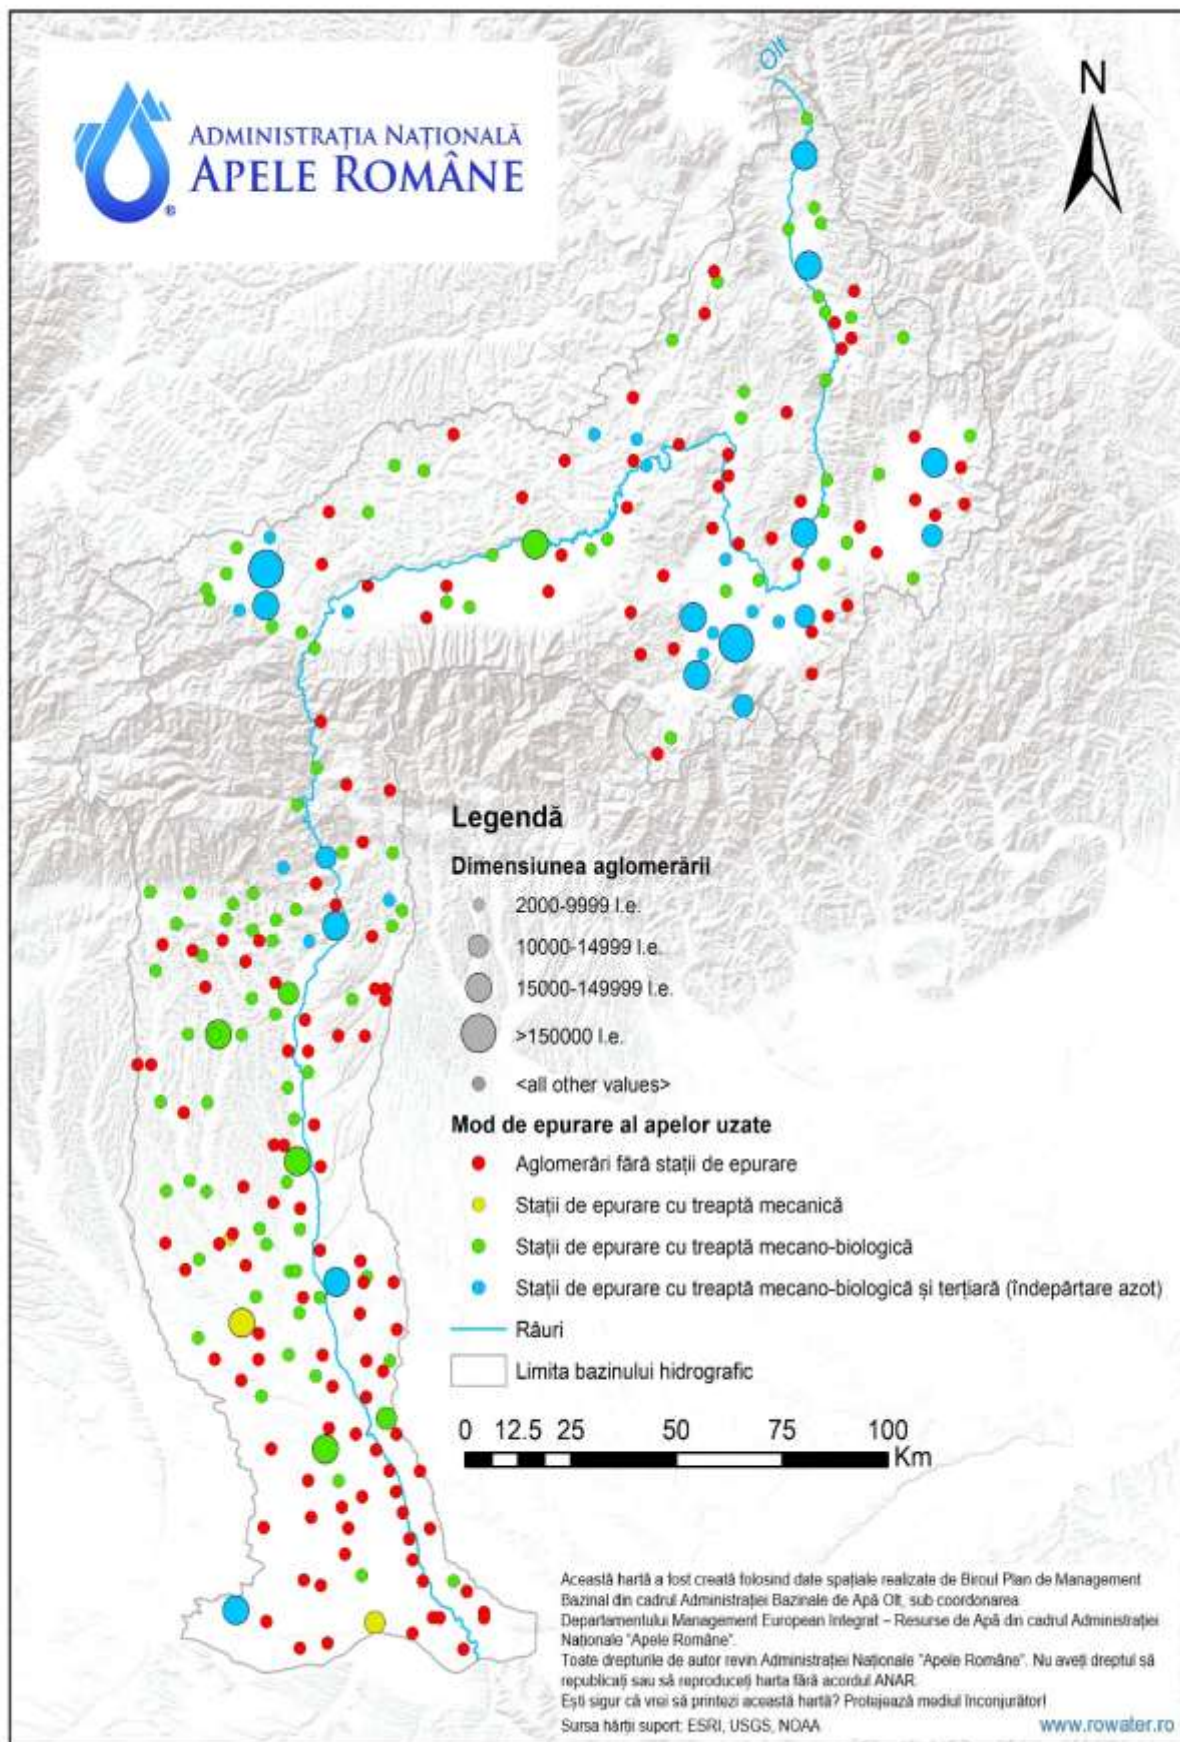 Olt
N
ADMINISTRAȚIA NAȚIONALĂ
APELE ROMÂNE
®
Legendă
Dimensiunea aglomerării
2000-9999 l.e.
10000-14999 l.e.
15000-149999 l.e.
>150000 l.e.
<all other values>
Mod de epurare al apelor uzate
Aglomerări fără stații de epurare
Stații de epurare cu treaptă mecanică
Stații de epurare cu treaptă mecano-biologică
Stații de epurare cu treaptă mecano-biologică și terțiară (îndepărtare azot)
Râuri
Limita bazinului hidrografic
0 12.5 25 50 75 100
Km
Această hartă a fost creată folosind date spațiale realizate de Biroul Plan de Management
Bazinal din cadrul Administrației Bazinale de Apă Olt, sub coordonarea
Departamentului Management European Integrat – Resurse de Apă din cadrul Administrației
Naționale "Apele Române".
Toate drepturile de autor revin Administrației Naționale "Apele Române". Nu aveți dreptul să
republicați sau să reproduceți harta fără acordul ANAR.
Ești sigur că vrei să printezi această hartă? Protejează mediul înconjurător!
Sursa hărții suport: ESRI, USGS, NOAA
www.rowater.ro